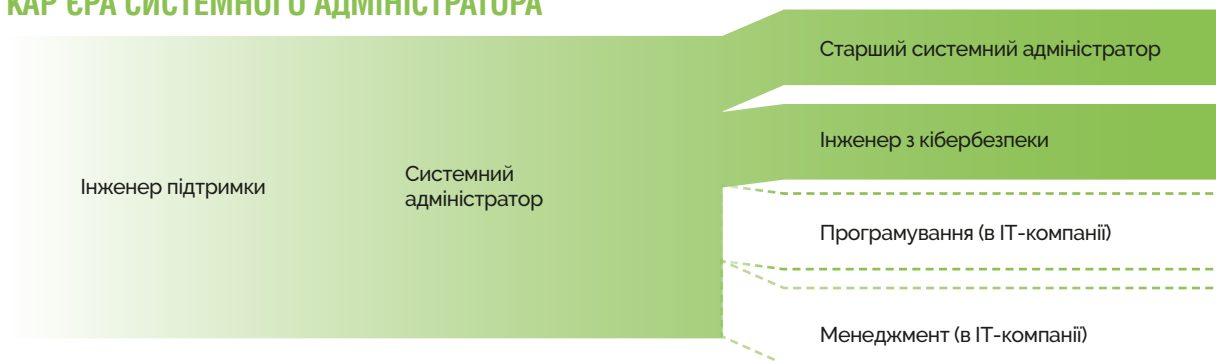 КАР'ЄРА СИСТЕМНОГО АДМІНІСТРАТОРА
Інженер підтримки
Системний
адміністратор
Старший системний адміністратор
Інженер з кібербезпеки
Програмування (в ІТ-компанії)
Менеджмент (в ІТ-компанії)